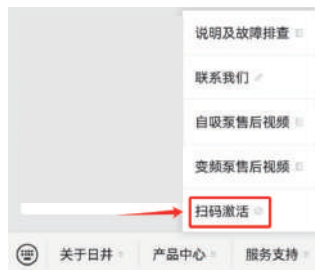 说明及故障排查
联系我们
自吸泵售后视频
变频泵售后视频
扫码激活
关于日井
产品中心
服务支持